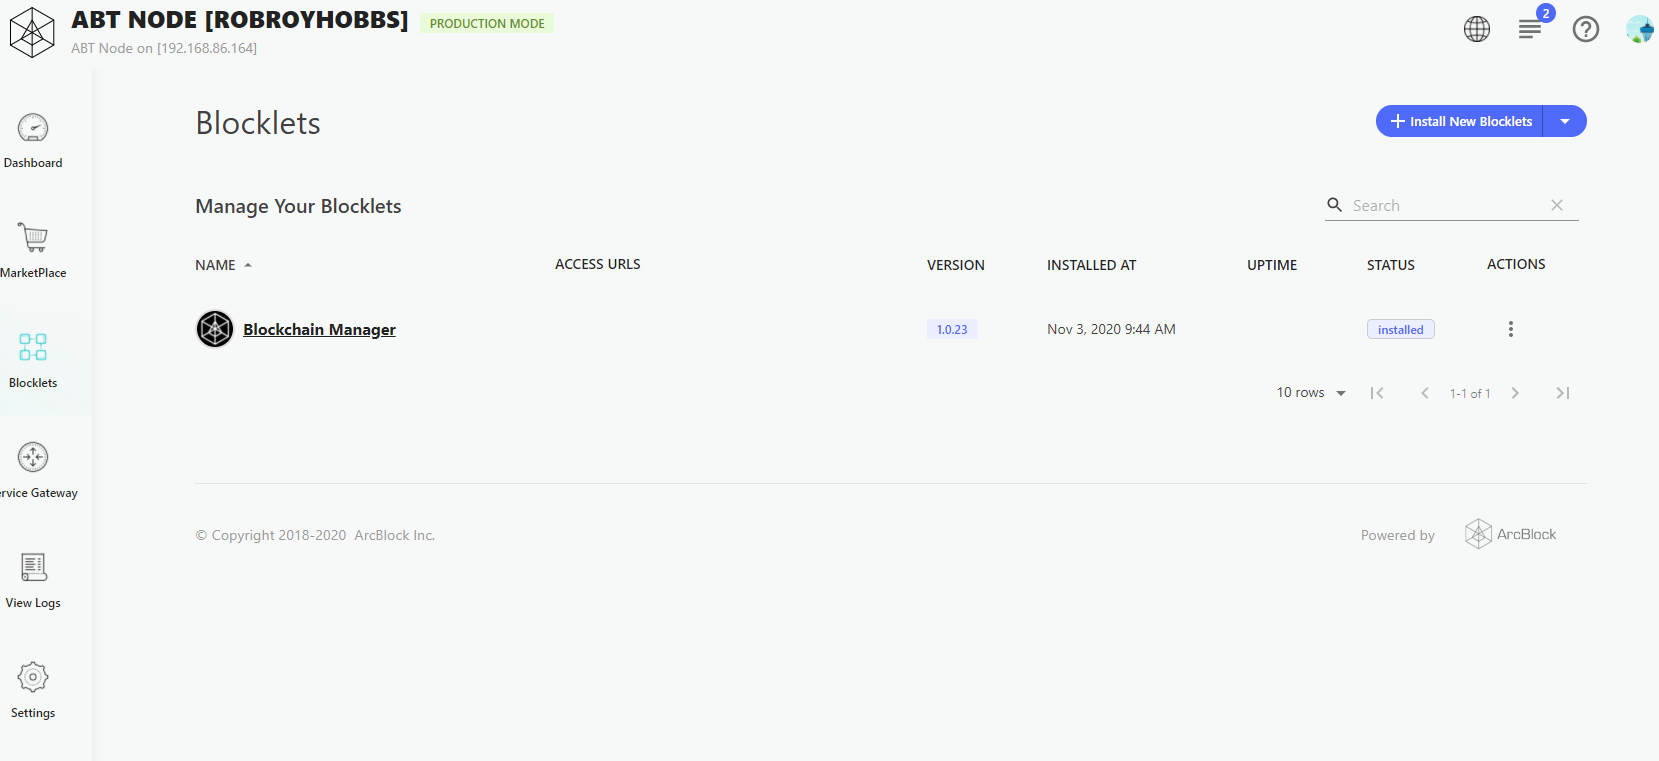 ABT NODE [ROBROYHOBBS]
PRODUCTION MODE
ABT Node on [192.168.86.164]
2
Dashboard
MarketPlace
Blocklets
ervice Gateway
View Logs
Settings
Blocklets
Install New Blocklets
Manage Your Blocklets
Search
NAME ACCESS URLS VERSION INSTALLED AT UPTIME STATUS ACTIONS
Blockchain Manager 1.0.23 Nov 3, 2020 9:44 AM installed
10 rows 1-1 of 1
© Copyright 2018-2020 ArcBlock Inc.
Powered by ArcBlock